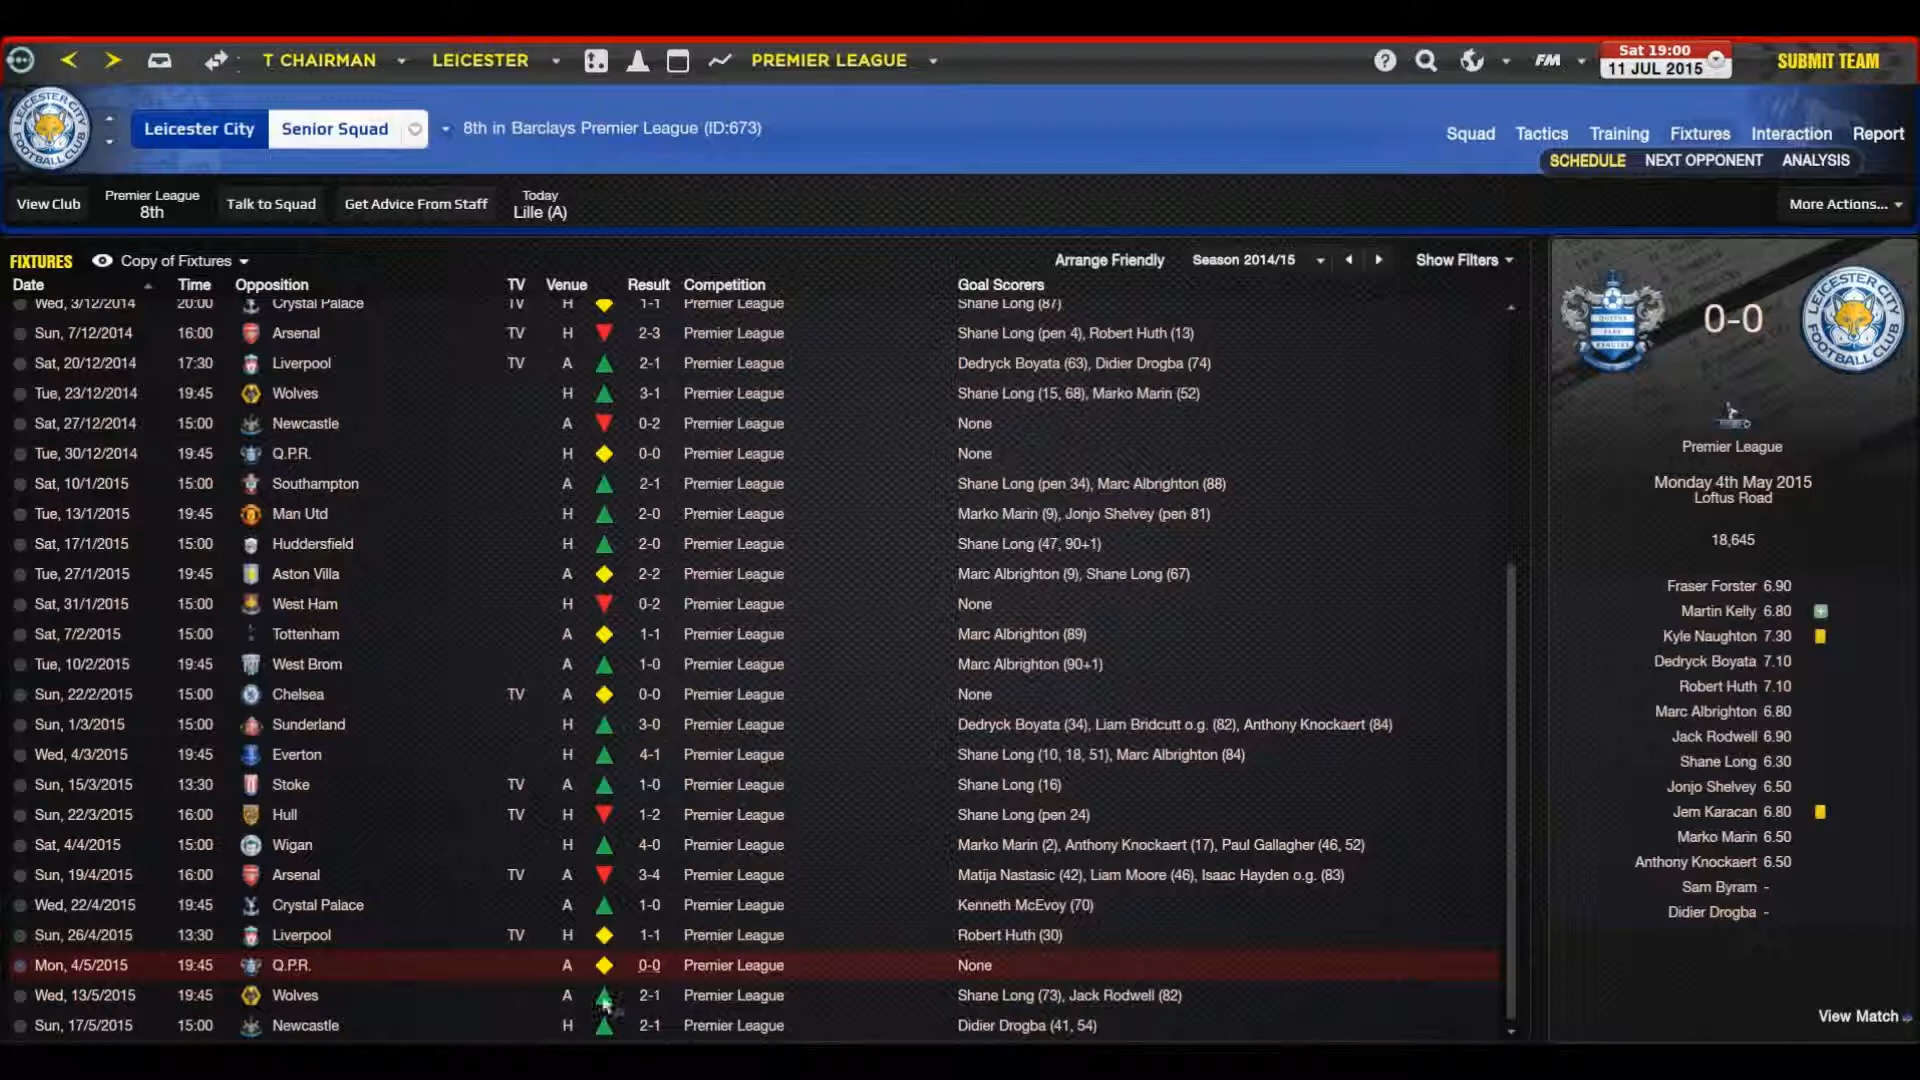 T CHAIRMAN LEICESTER PREMIER LEAGUE FM Sat 19:00 11 JUL 2015 SUBMIT TEAM
Leicester City Senior Squad 8th in Barclays Premier League (ID:673) Squad Tactics Training Fixtures Interaction Report
SCHEDULE NEXT OPPONENT ANALYSIS
View Club Premier League 8th Talk to Squad Get Advice From Staff Today Lille (A) More Actions...
FIXTURES Copy of Fixtures Arrange Friendly Season 2014/15 Show Filters
Date Time Opposition TV Venue Result Competition Goal Scorers
Wed, 3/12/2014 20:00 Crystal Palace TV H 1-1 Premier League Shane Long (87)
Sun, 7/12/2014 16:00 Arsenal TV H 2-3 Premier League Shane Long (pen 4), Robert Huth (13)
Sat, 20/12/2014 17:30 Liverpool TV A 2-1 Premier League Dedryck Boyata (63), Didier Drogba (74)
Tue, 23/12/2014 19:45 Wolves H 3-1 Premier League Shane Long (15, 68), Marko Marin (52)
Sat, 27/12/2014 15:00 Newcastle A 0-2 Premier League None
Tue, 30/12/2014 19:45 Q.P.R. H 0-0 Premier League None
Sat, 10/1/2015 15:00 Southampton A 2-1 Premier League Shane Long (pen 34), Marc Albrighton (88)
Tue, 13/1/2015 19:45 Man Utd H 2-0 Premier League Marko Marin (9), Jonjo Shelvey (pen 81)
Sat, 17/1/2015 15:00 Huddersfield H 2-0 Premier League Shane Long (47, 90+1)
Tue, 27/1/2015 19:45 Aston Villa A 2-2 Premier League Marc Albrighton (9), Shane Long (67)
Sat, 31/1/2015 15:00 West Ham H 0-2 Premier League None
Sat, 7/2/2015 15:00 Tottenham A 1-1 Premier League Marc Albrighton (89)
Tue, 10/2/2015 19:45 West Brom A 1-0 Premier League Marc Albrighton (90+1)
Sun, 22/2/2015 15:00 Chelsea TV A 0-0 Premier League None
Sun, 1/3/2015 15:00 Sunderland H 3-0 Premier League Dedryck Boyata (34), Liam Bridcutt o.g. (82), Anthony Knockaert (84)
Wed, 4/3/2015 19:45 Everton H 4-1 Premier League Shane Long (10, 18, 51), Marc Albrighton (84)
Sun, 15/3/2015 13:30 Stoke TV A 1-0 Premier League Shane Long (16)
Sun, 22/3/2015 16:00 Hull TV H 1-2 Premier League Shane Long (pen 24)
Sat, 4/4/2015 15:00 Wigan H 4-0 Premier League Marko Marin (2), Anthony Knockaert (17), Paul Gallagher (46, 52)
Sun, 19/4/2015 16:00 Arsenal TV A 3-4 Premier League Matija Nastasic (42), Liam Moore (46), Isaac Hayden o.g. (83)
Wed, 22/4/2015 19:45 Crystal Palace A 1-0 Premier League Kenneth McEvoy (70)
Sun, 26/4/2015 13:30 Liverpool TV H 1-1 Premier League Robert Huth (30)
Mon, 4/5/2015 19:45 Q.P.R. A 0-0 Premier League None
Wed, 13/5/2015 19:45 Wolves A 2-1 Premier League Shane Long (73), Jack Rodwell (82)
Sun, 17/5/2015 15:00 Newcastle H 2-1 Premier League Didier Drogba (41, 54)
0-0
LEICESTER CITY FOOTBALL CLUB
Premier League
Monday 4th May 2015
Loftus Road
18,645
Fraser Forster 6.90
Martin Kelly 6.80
Kyle Naughton 7.30
Dedryck Boyata 7.10
Robert Huth 7.10
Marc Albrighton 6.80
Jack Rodwell 6.90
Shane Long 6.30
Jonjo Shelvey 6.50
Jem Karacan 6.80
Marko Marin 6.50
Anthony Knockaert 6.50
Sam Byram -
Didier Drogba -
View Match